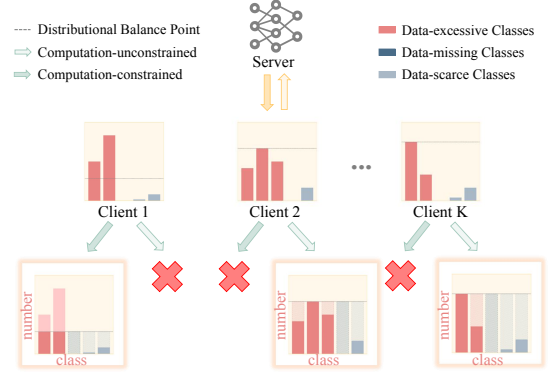 Distributional Balance Point
Computation-unconstrained
Computation-constrained
Server
Data-excessive Classes
Data-missing Classes
Data-scarce Classes
Client 1
Client 2
Client K
number
class
number
class
number
class